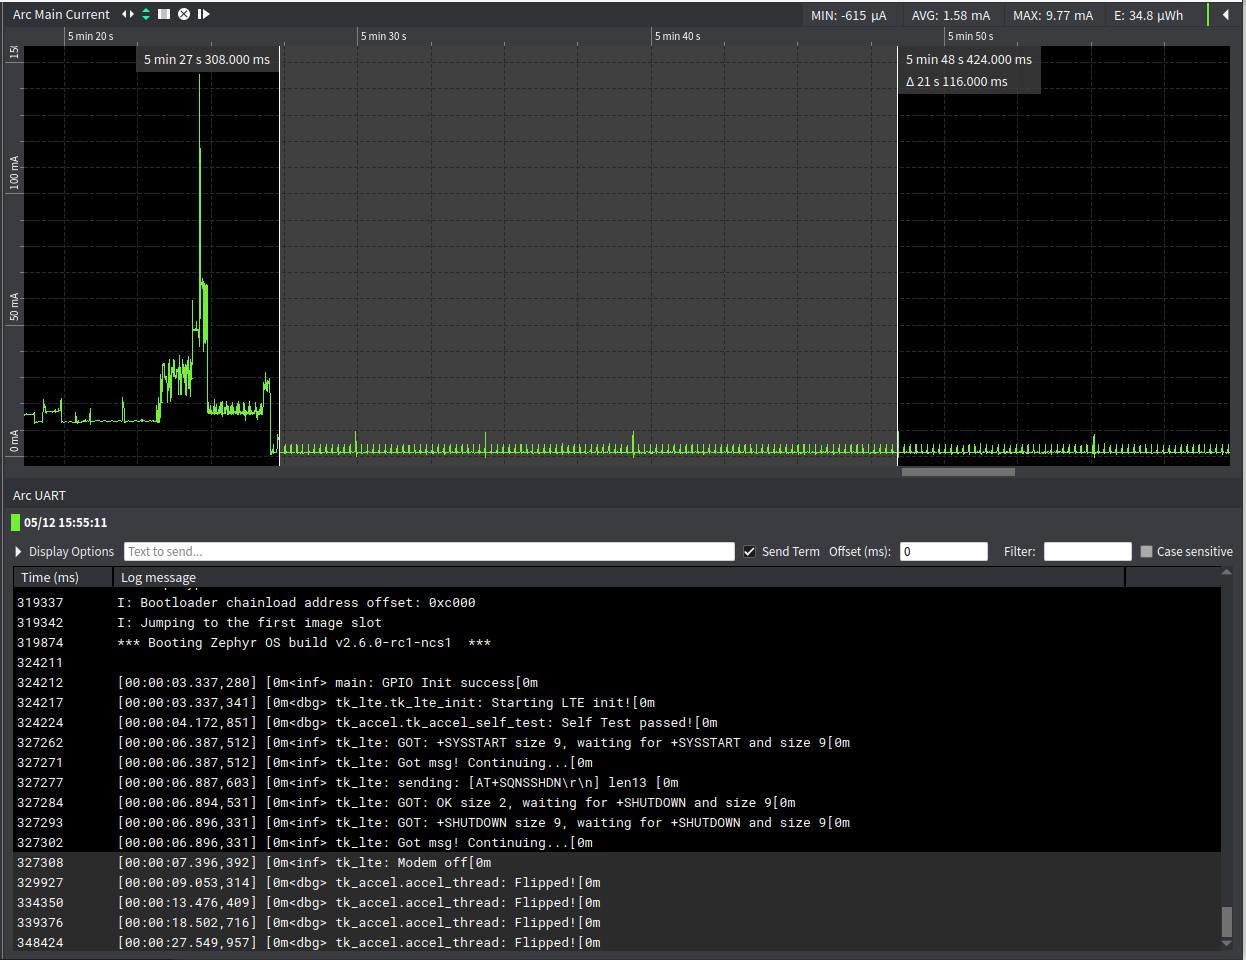 Arc Main Current
MIN: -615 µA AVG: 1.58 mA MAX: 9.77 mA E: 34.8 µWh
5 min 20 s 5 min 30 s 5 min 40 s 5 min 50 s
5 min 27 s 308.000 ms
5 min 48 s 424.000 ms
Δ 21 s 116.000 ms
100 mA
50 mA
0 mA
Arc UART
05/12 15:55:11
Display Options Text to send... Send Term Offset (ms): 0 Filter: Case sensitive
Time (ms) Log message
319337 I: Bootloader chainload address offset: 0xc000
319342 I: Jumping to the first image slot
319874 *** Booting Zephyr OS build v2.6.0-rc1-ncs1 ***
324211
324212 [00:00:03.337,280] [0m<inf> main: GPIO Init success[0m
324217 [00:00:03.337,341] [0m<dbg> tk_lte.tk_lte_init: Starting LTE init![0m
324224 [00:00:04.172,851] [0m<dbg> tk_accel.tk_accel_self_test: Self Test passed![0m
327262 [00:00:06.387,512] [0m<inf> tk_lte: GOT: +SYSSTART size 9, waiting for +SYSSTART and size 9[0m
327271 [00:00:06.387,512] [0m<inf> tk_lte: Got msg! Continuing...[0m
327277 [00:00:06.887,603] [0m<inf> tk_lte: sending: [AT+SQNSSHDN\r\n] len13 [0m
327284 [00:00:06.894,531] [0m<inf> tk_lte: GOT: OK size 2, waiting for +SHUTDOWN and size 9[0m
327293 [00:00:06.896,331] [0m<inf> tk_lte: GOT: +SHUTDOWN size 9, waiting for +SHUTDOWN and size 9[0m
327302 [00:00:06.896,331] [0m<inf> tk_lte: Got msg! Continuing...[0m
327308 [00:00:07.396,392] [0m<inf> tk_lte: Modem off[0m
329927 [00:00:09.053,314] [0m<dbg> tk_accel.accel_thread: Flipped![0m
334350 [00:00:13.476,409] [0m<dbg> tk_accel.accel_thread: Flipped![0m
339376 [00:00:18.502,716] [0m<dbg> tk_accel.accel_thread: Flipped![0m
348424 [00:00:27.549,957] [0m<dbg> tk_accel.accel_thread: Flipped![0m